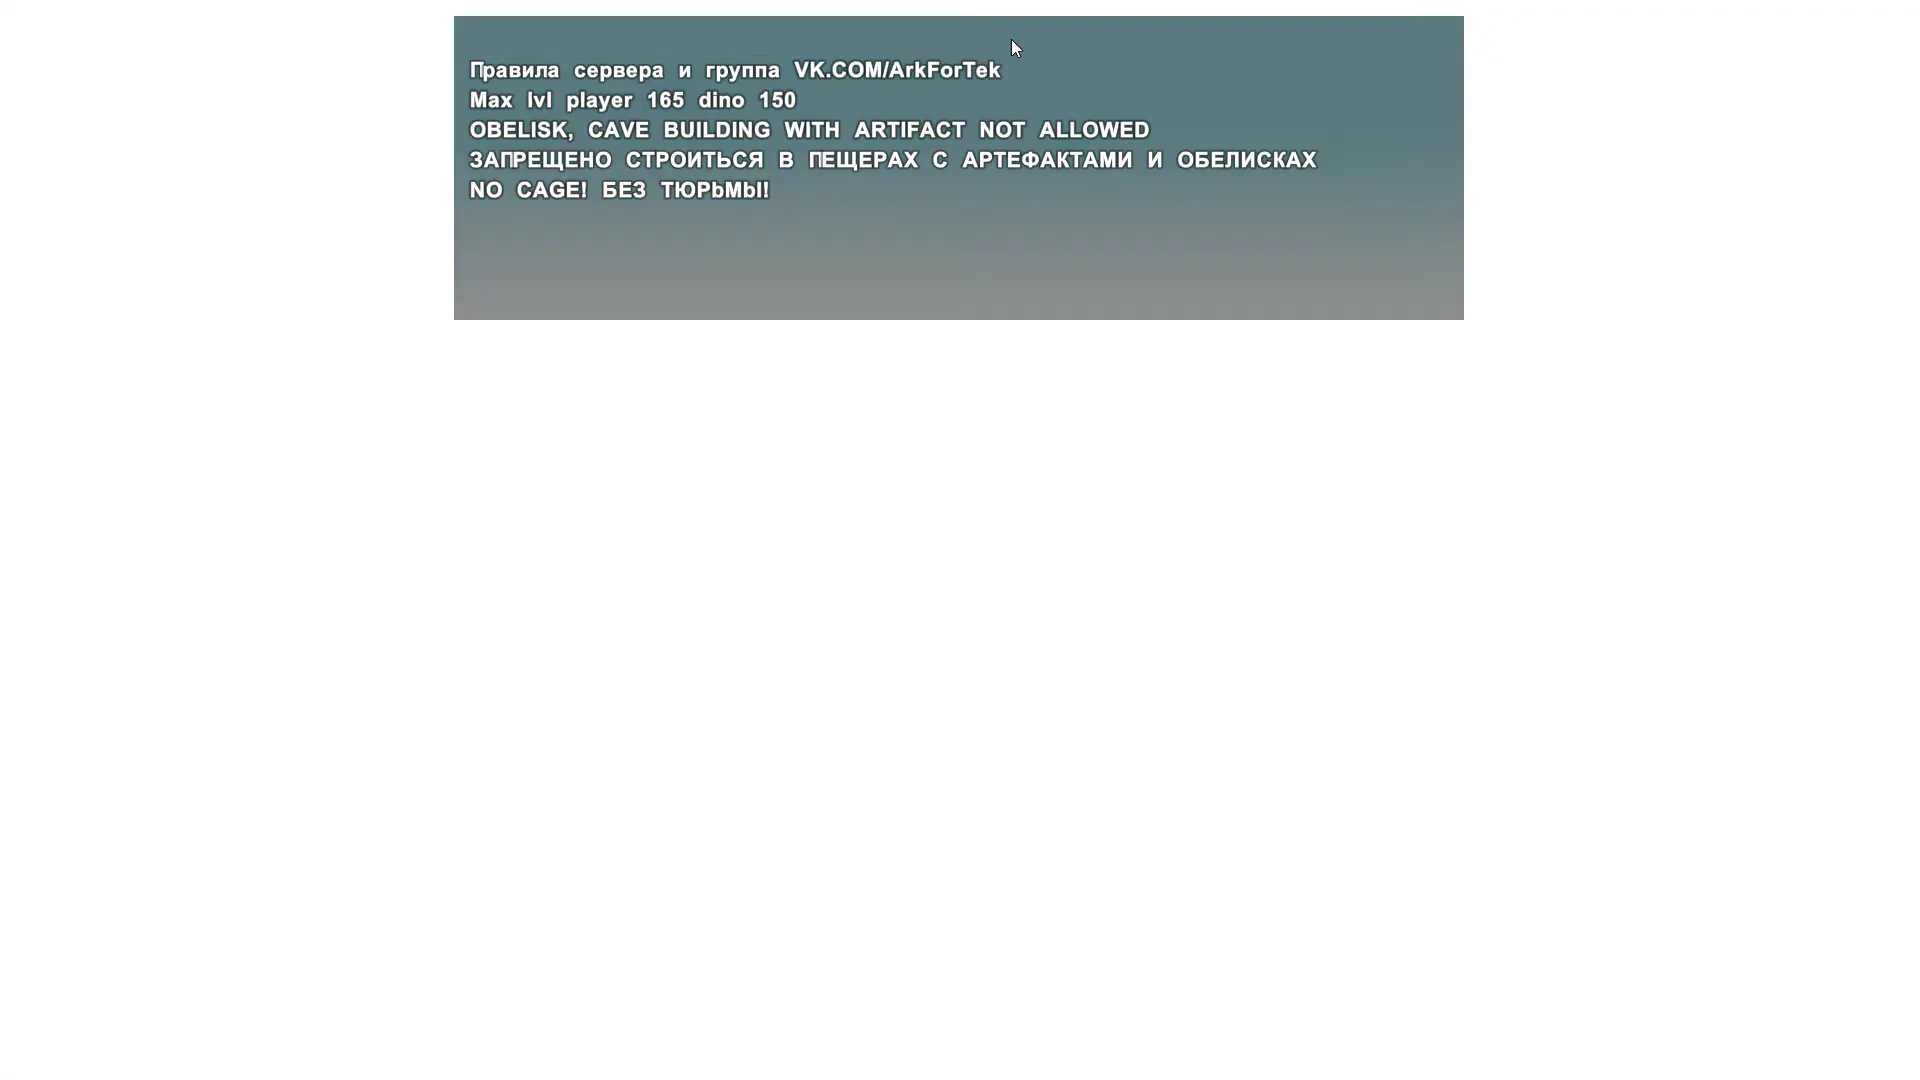 Правила сервера и группа VK.COM/ArkForTek
Max lvl player 165 dino 150
OBELISK, CAVE BUILDING WITH ARTIFACT NOT ALLOWED
ЗАПРЕЩЕНО СТРОИТЬСЯ В ПЕЩЕРАХ С АРТЕФАКТАМИ И ОБЕЛИСКАХ
NO CAGE! БЕЗ ТЮРЬМЫ!